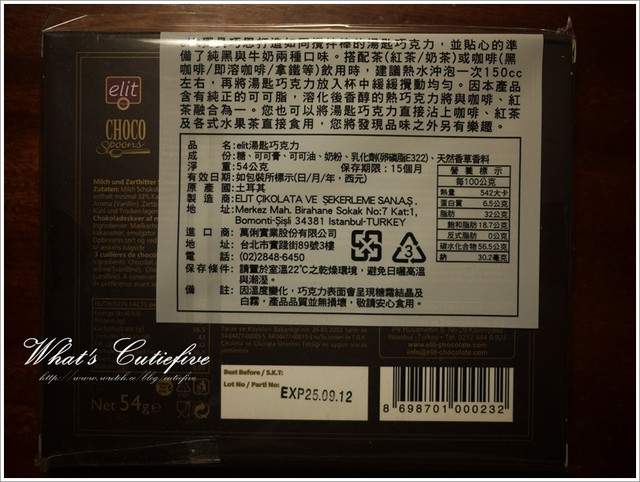 選黑與牛奶兩種口味。搭配茶(紅茶/奶茶)或咖啡(黑
咖啡/即溶咖啡/拿鐵等)飲用時,建議熱水沖泡一次150cc
左右,再將湯匙巧克力放入杯中緩緩攪動均勻。因本產品
含有純正的可可脂,溶化後香醇的熱巧克力將與咖啡、紅
茶融合為一。您也可以將湯匙巧克力直接沾上咖啡、紅茶
及各式水果茶直接食用,您將發現品味之外另有樂趣。
elit
CHOCO
Spoons
品名:elit湯匙巧克力
成份:糖、可可膏、可可油、奶粉、乳化劑(卵磷脂E322)、天然香草香料
淨重:54公克 保存期限:15個月
有效日期:如包裝所標示(日/月/年,西元)
原產國:土耳其
製造商:ELIT ÇIKOLATA VE ŞEKERLEME SANA.Ş.
地址:Merkez Mah. Birahane Sokak No:7 Kat:1,
Bomonti-Şişli 34381 Istanbul-TURKEY
進口商:萬俐實業股份有限公司
地址:台北市實踐街89號3樓
電話:(02)2848-6450
保存條件:請置於室溫22℃之乾燥環境,避免日曬高溫
與潮溼。
備註:因溫度變化,巧克力表面會呈現糖霜結晶及
白霧,產品品質並無損壞,敬請安心食用。
營養標示
每100公克
熱量 542大卡
蛋白質 6.5公克
脂肪 32公克
飽和脂肪 18.7公克
反式脂肪 0公克
碳水化合物 56.5公克
鈉 30.2毫克
3
What's Cutiefive
http://www.wretch.cc/blog/cutiefive
Net 54g e
Best Before / S.K.T:
Lot No / Parti No:
EXP25.09.12
www.elit-chocolate.com
info@elit-chocolate.com
8 698701 000232